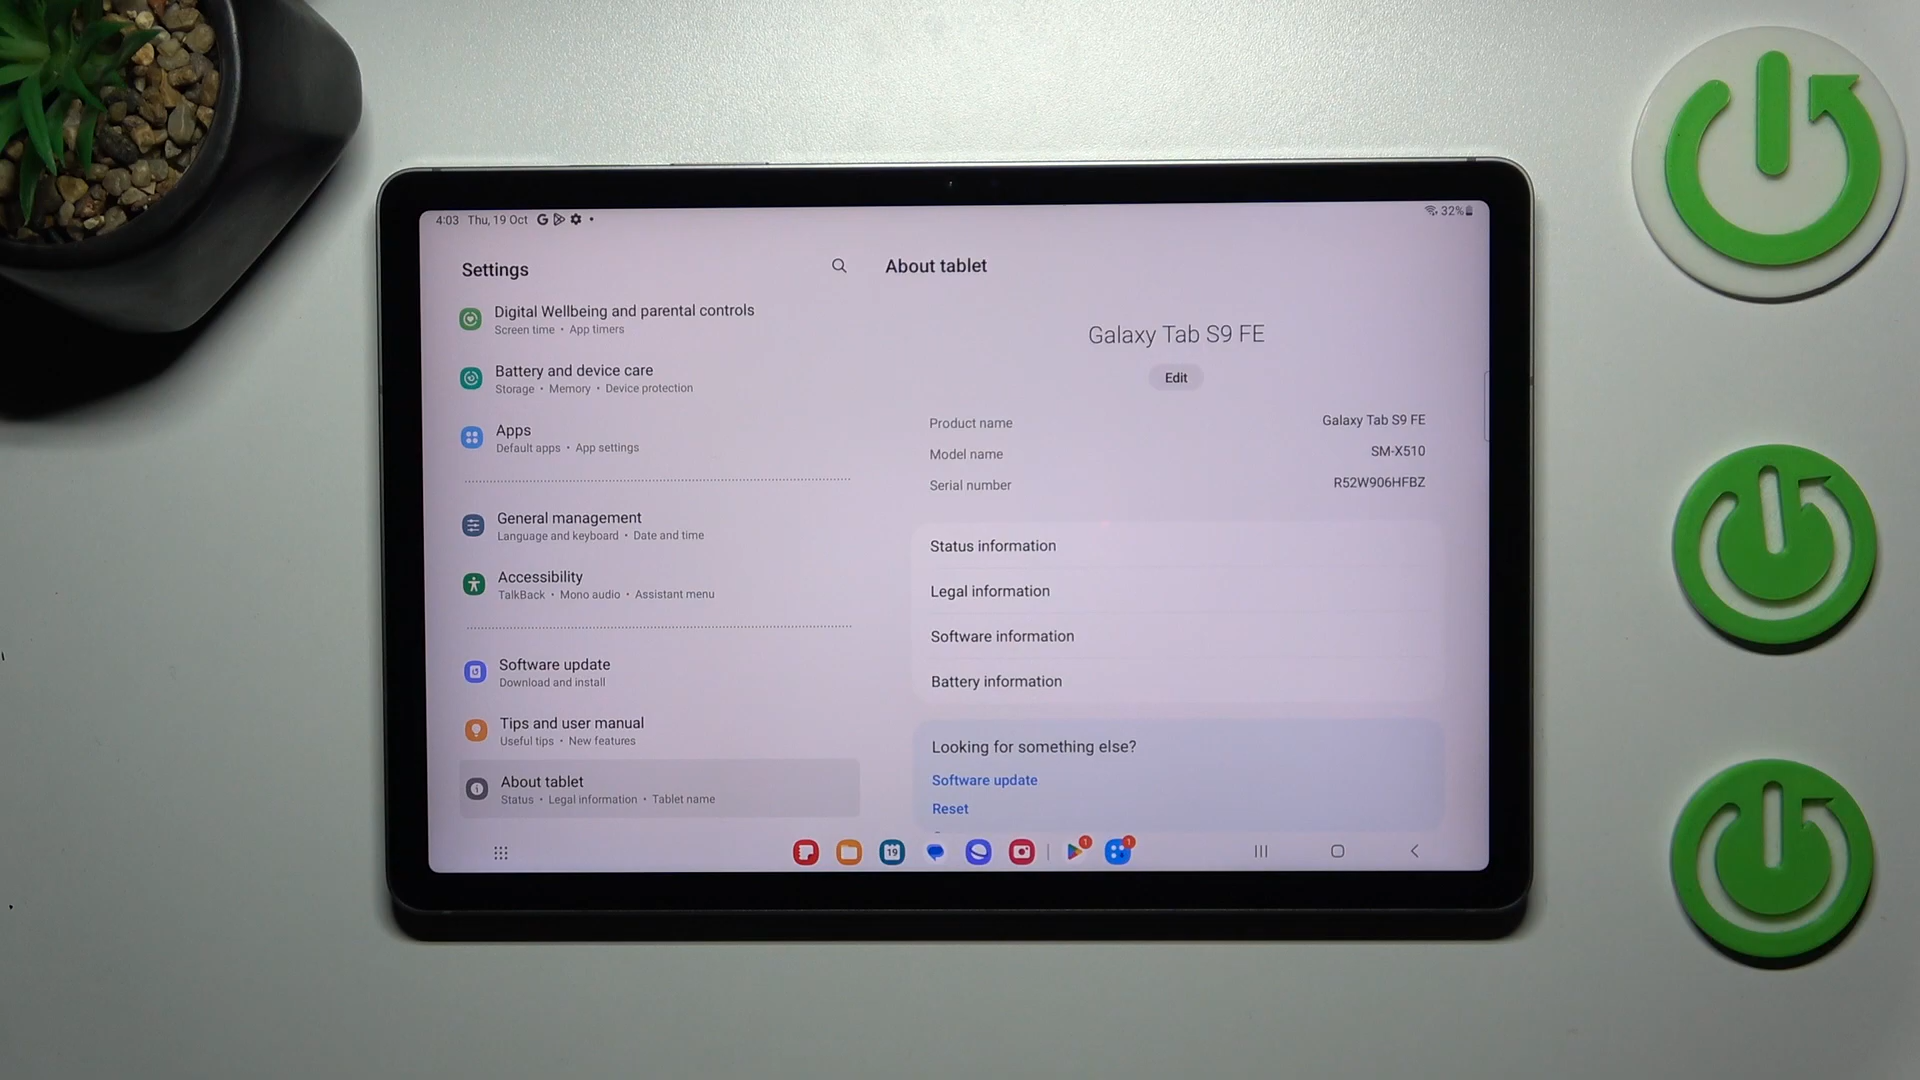 4:03 Thu, 19 Oct
32%
Settings
Digital Wellbeing and parental controls
Screen time • App timers
Battery and device care
Storage • Memory • Device protection
Apps
Default apps • App settings
General management
Language and keyboard • Date and time
Accessibility
TalkBack • Mono audio • Assistant menu
Software update
Download and install
Tips and user manual
Useful tips • New features
About tablet
Status • Legal information • Tablet name
About tablet
Galaxy Tab S9 FE
Edit
Product name Galaxy Tab S9 FE
Model name SM-X510
Serial number R52W906HFBZ
Status information
Legal information
Software information
Battery information
Looking for something else?
Software update
Reset
19
1
1